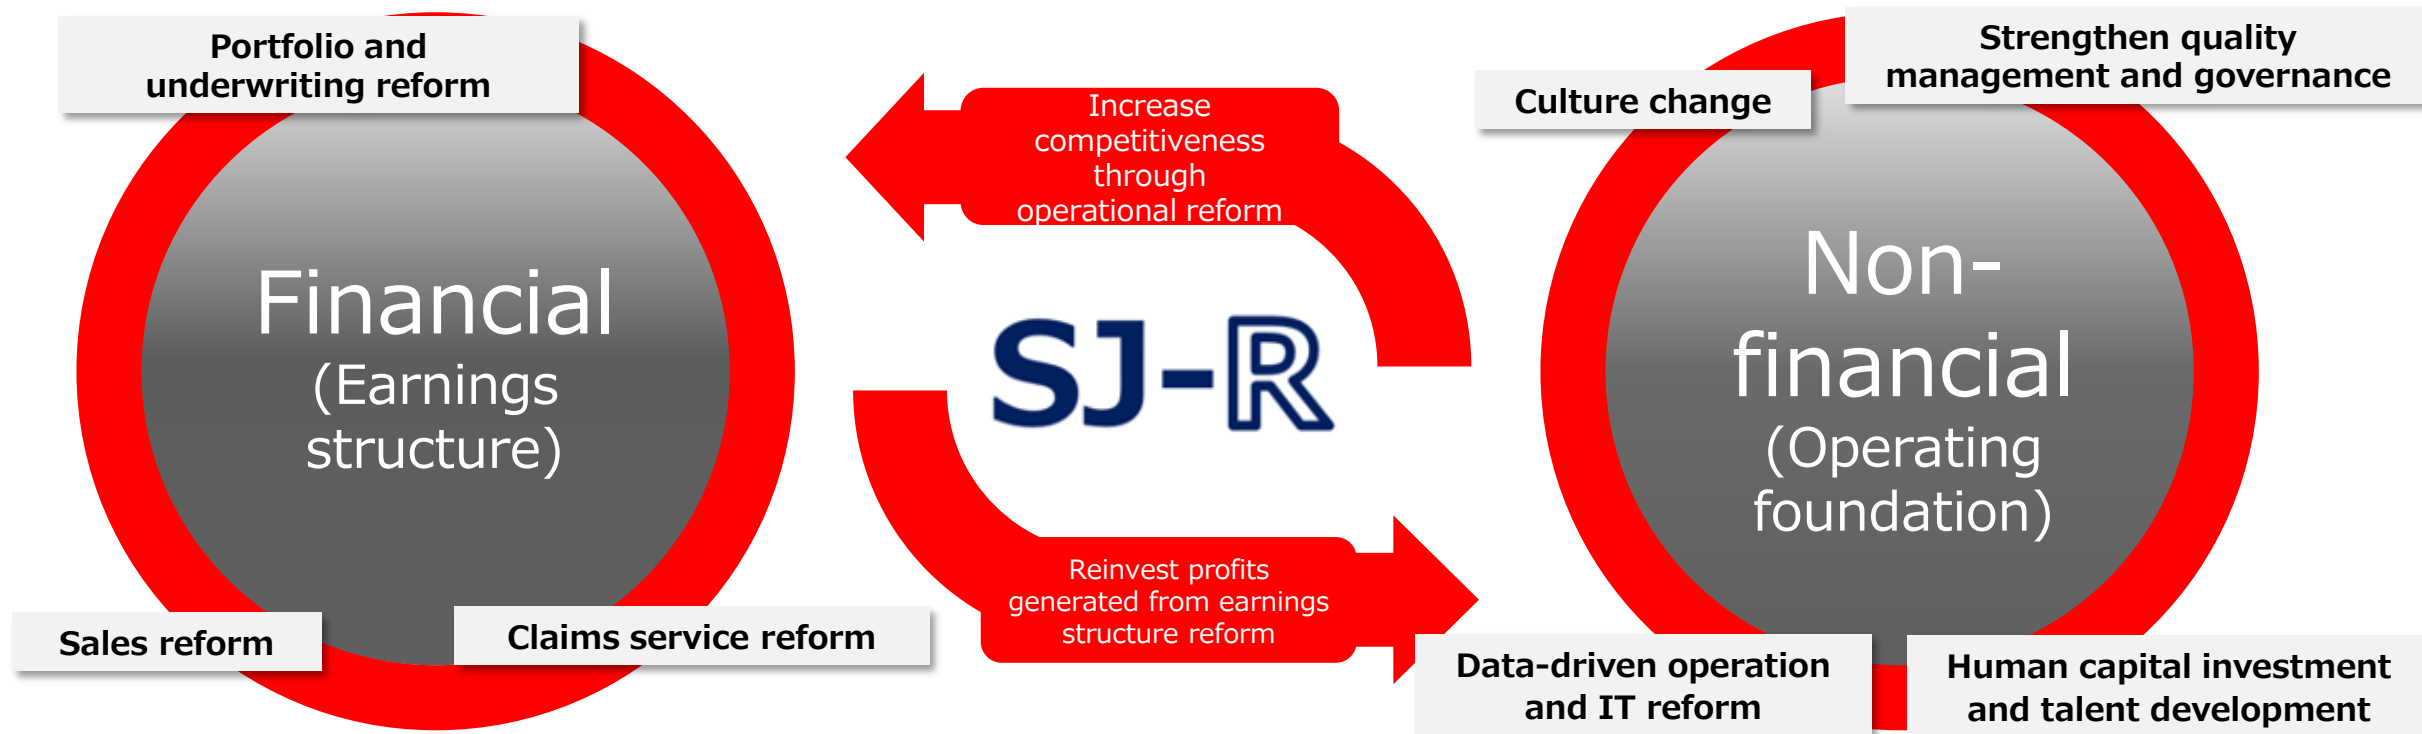 Portfolio and
underwriting reform
Financial
(Earnings
structure)
Sales reform
Claims service reform
Increase
competitiveness
through
operational reform
SJ-R
Reinvest profits
generated from earnings
structure reform
Culture change
Strengthen quality
management and governance
Non-
financial
(Operating
foundation)
Data-driven operation
and IT reform
Human capital investment
and talent development